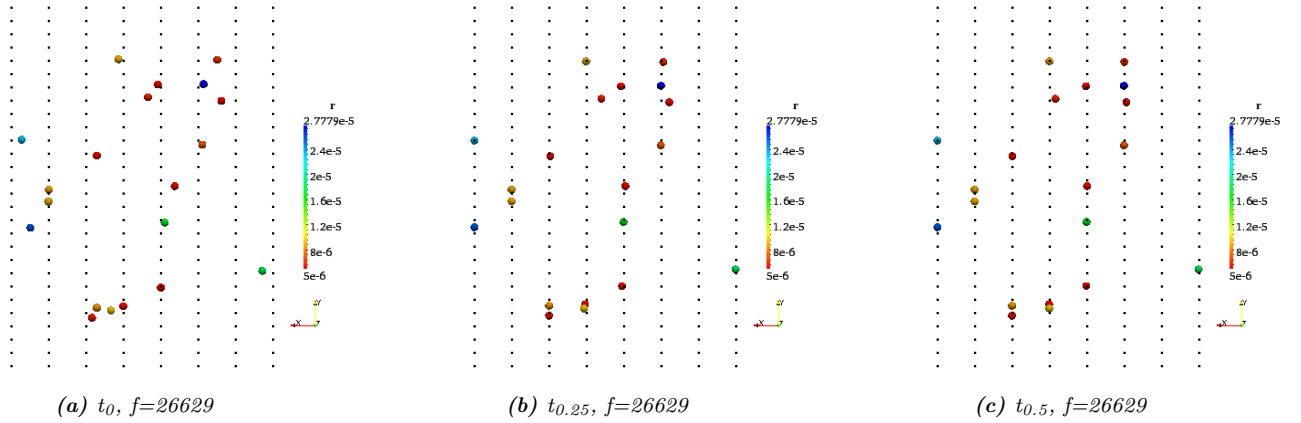 r
2.7779e-5
2.4e-5
2e-5
1.6e-5
1.2e-5
8e-6
5e-6
Y
X
Z
(a) t0, f=26629
r
2.7779e-5
2.4e-5
2e-5
1.6e-5
1.2e-5
8e-6
5e-6
Y
X
Z
(b) t0.25, f=26629
r
2.7779e-5
2.4e-5
2e-5
1.6e-5
1.2e-5
8e-6
5e-6
Y
X
Z
(c) t0.5, f=26629